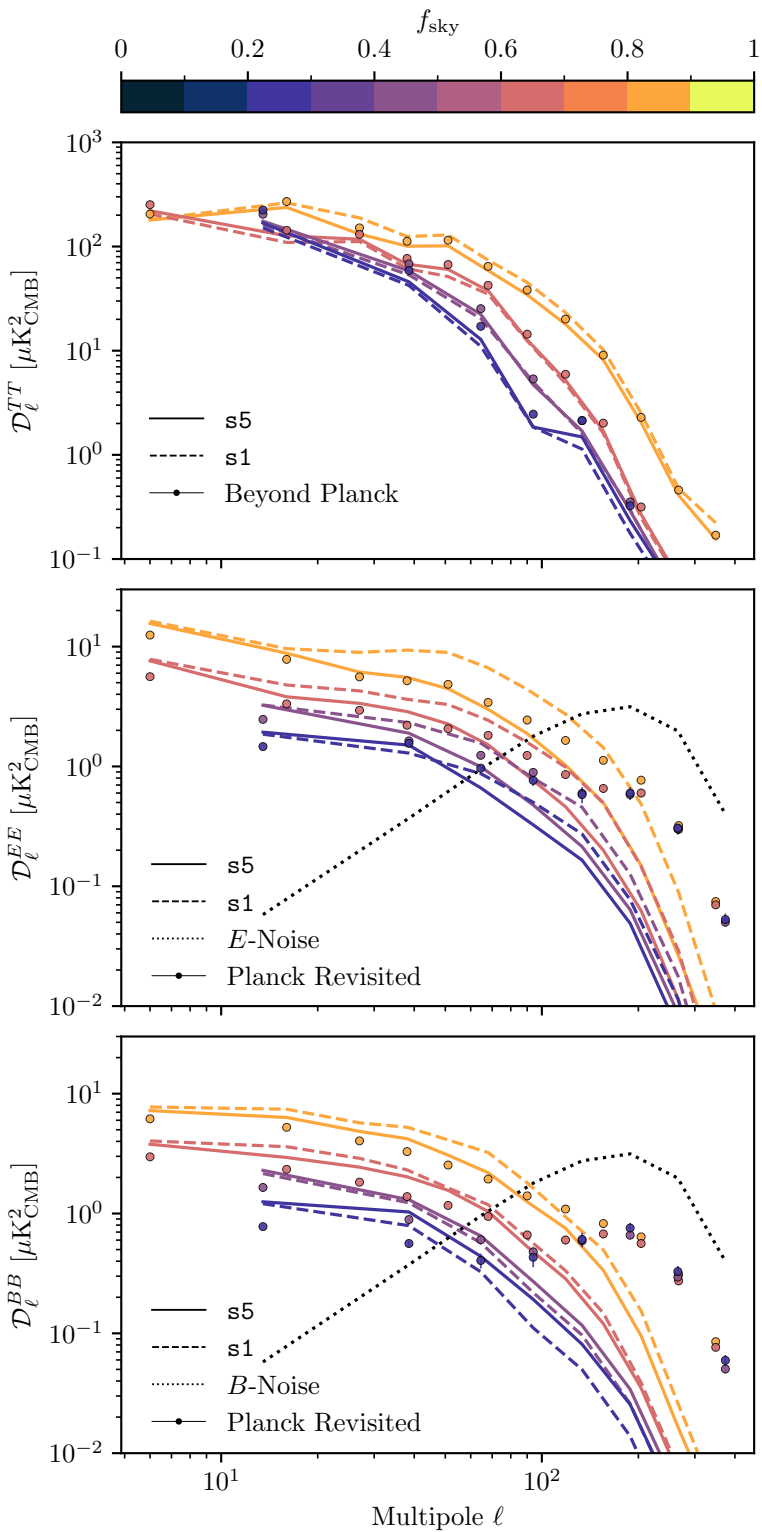 f_sky
0 0.2 0.4 0.6 0.8 1
10^3
10^2
10^1
10^0
10^−1
D_ℓ^TT [μK²_CMB]
s5
s1
Beyond Planck
10^1
10^0
10^−1
10^−2
D_ℓ^EE [μK²_CMB]
s5
s1
E-Noise
Planck Revisited
10^1
10^0
10^−1
10^−2
D_ℓ^BB [μK²_CMB]
s5
s1
B-Noise
Planck Revisited
10^1 10^2
Multipole ℓ